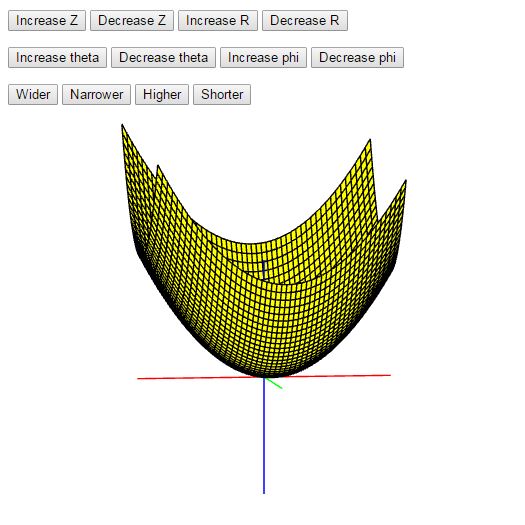 Increase Z Decrease Z Increase R Decrease R
Increase theta Decrease theta Increase phi Decrease phi
Wider Narrower Higher Shorter